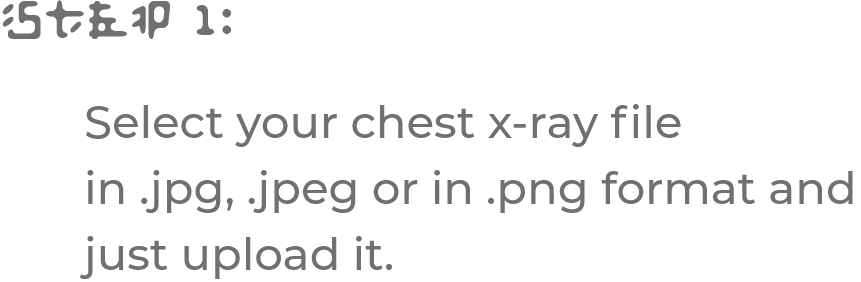 STEP 1:
Select your chest x-ray file
in .jpg, .jpeg or in .png format and
just upload it.